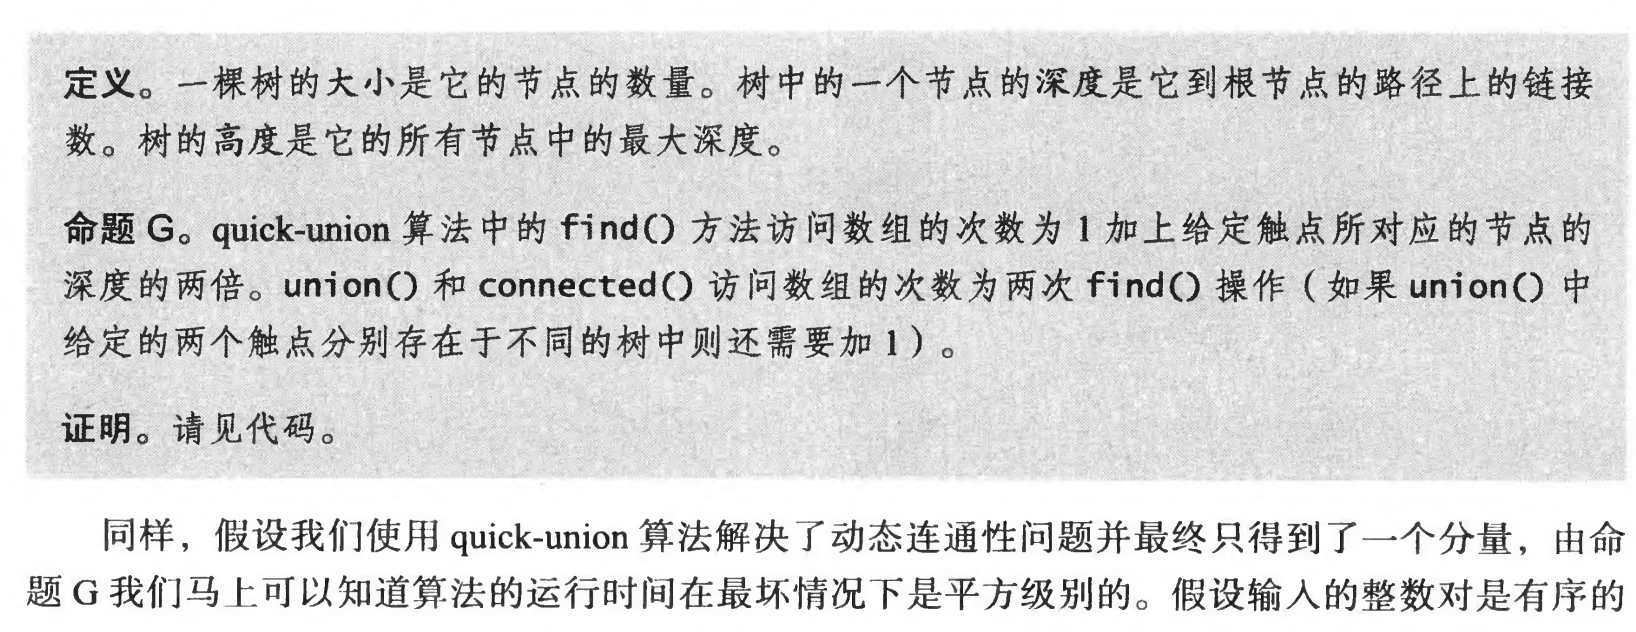 定义。一棵树的大小是它的节点的数量。树中的一个节点的深度是它到根节点的路径上的链接
数。树的高度是它的所有节点中的最大深度。
命题 G。quick-union 算法中的 find() 方法访问数组的次数为 1 加上给定触点所对应的节点的
深度的两倍。union() 和 connected() 访问数组的次数为两次 find() 操作（如果 union() 中
给定的两个触点分别存在于不同的树中则还需要加 1）。
证明。请见代码。
同样，假设我们使用 quick-union 算法解决了动态连通性问题并最终只得到了一个分量，由命
题 G 我们马上可以知道算法的运行时间在最坏情况下是平方级别的。假设输入的整数对是有序的